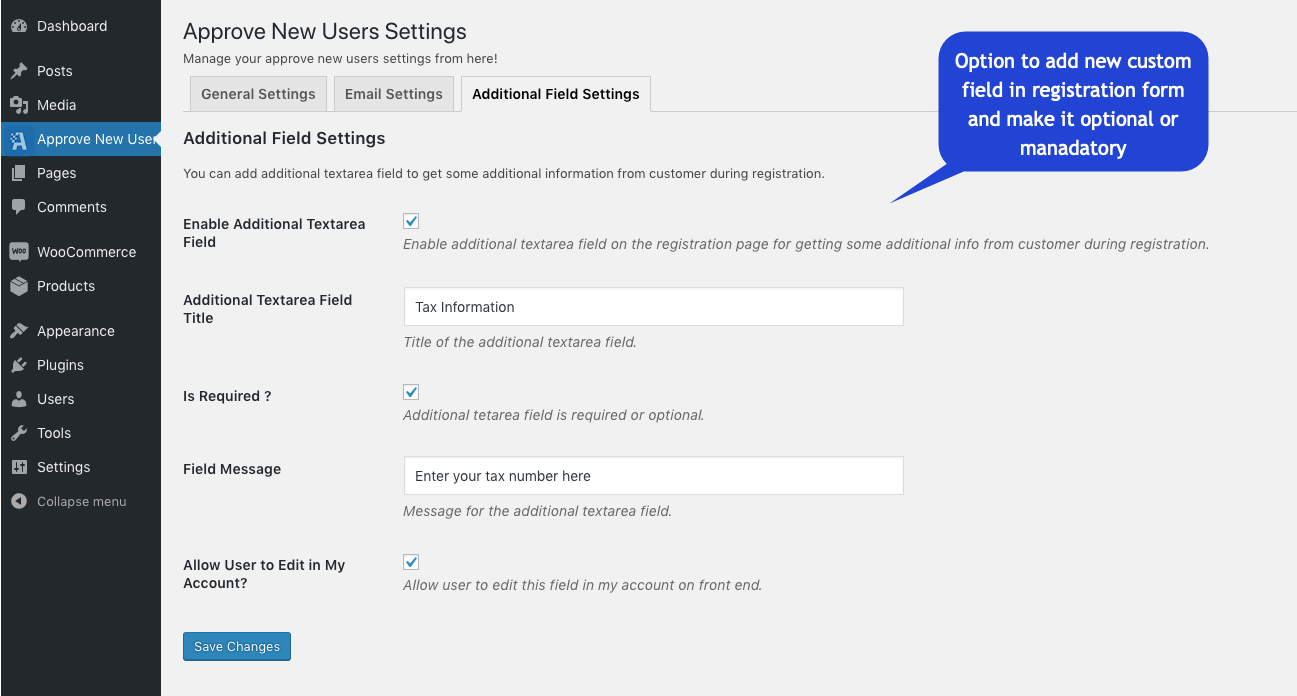 Dashboard
Posts
Media
Approve New User
Pages
Comments
WooCommerce
Products
Appearance
Plugins
Users
Tools
Settings
Collapse menu
Approve New Users Settings
Manage your approve new users settings from here!
General Settings
Email Settings
Additional Field Settings
Option to add new custom
field in registration form
and make it optional or
manadatory
Additional Field Settings
You can add additional textarea field to get some additional information from customer during registration.
Enable Additional Textarea
Field
Enable additional textarea field on the registration page for getting some additional info from customer during registration.
Additional Textarea Field
Title
Tax Information
Title of the additional textarea field.
Is Required ?
Additional tetarea field is required or optional.
Field Message
Enter your tax number here
Message for the additional textarea field.
Allow User to Edit in My
Account?
Allow user to edit this field in my account on front end.
Save Changes